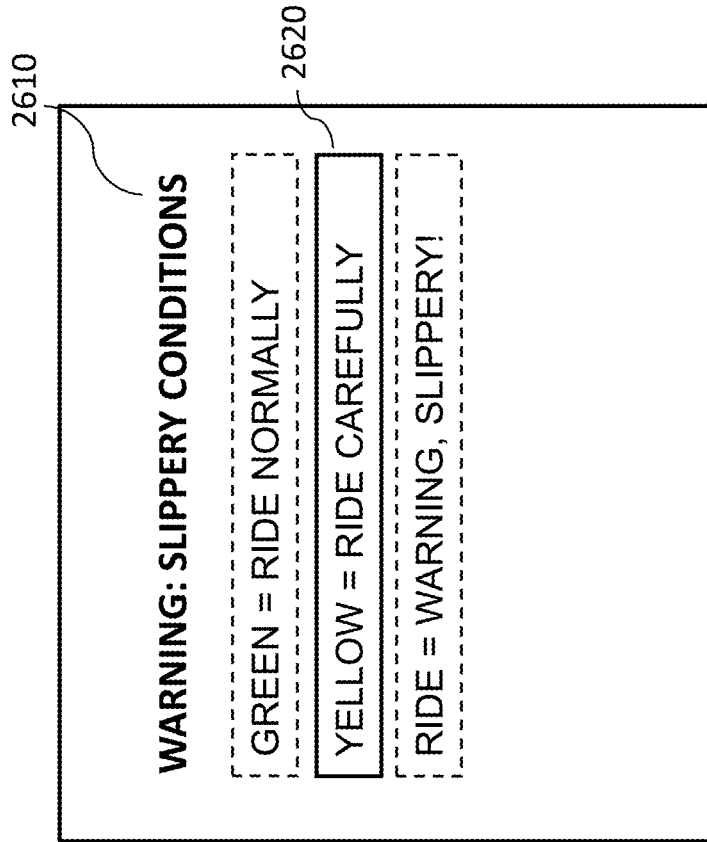 2610
WARNING: SLIPPERY CONDITIONS
GREEN = RIDE NORMALLY
2620
YELLOW = RIDE CAREFULLY
RIDE = WARNING, SLIPPERY!